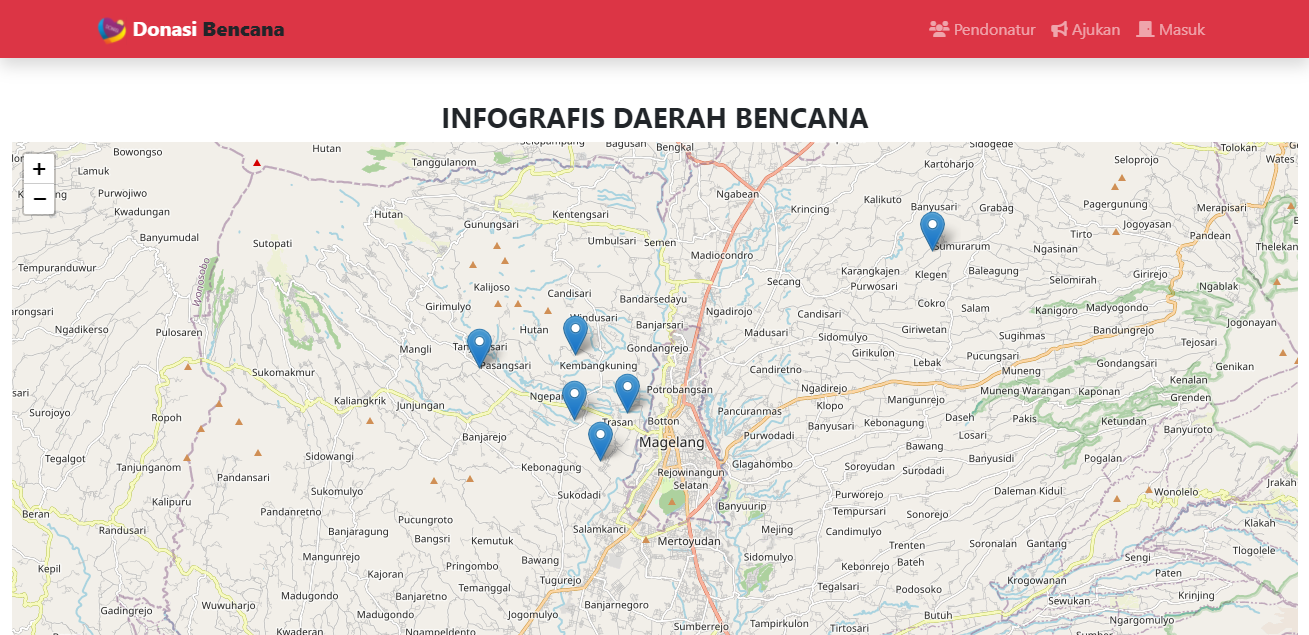 Donasi Bencana
Pendonatur
Ajukan
Masuk
INFOGRAFIS DAERAH BENCANA
+
−
Bowongso
Hutan
Tanggulanom
Bagusan
Bengkal
Sidogede
Tolokan
Lamuk
Kartoharjo
Seloprojo
Wates
Purwojiwo
Ngabean
Kalikuto
Banyusari
Grabag
Pagergunung
Merapisari
Kwadungan
Hutan
Kentengsari
Krincing
Gunungsari
Jogoyasan
Banyumudal
Sutopati
Umbulsari
Semen
Sumurarum
Ngasinan
Tirto
Pandean
Madiocondro
Tempuranduwur
Wonosobo
Karangkajen
Klegen
Baleagung
Girirejo
Kalijoso
Candisari
Secang
Purwosari
Selomirah
Ngablak
Girimulyo
Bandarsedayu
Ngadirojo
Candisari
Cokro
Salam
Kanigoro
Madyogondo
Ngadikerso
Pulosaren
Hutan
Windusari
Banjarsari
Madusari
Sidomulyo
Giriwetan
Sugihmas
Bandungrejo
Jogonayan
Mangli
Gondangrejo
Girikulon
Pucungsari
Tejosari
Pasangsari
Kembangkuning
Candiretno
Lebak
Muneng
Gondangsari
Genikan
Sukomakmur
Potrobangsan
Ngadirejo
Muneng Warangan
Kaponan
Kenalan
Kaliangkrik
Junjungan
Mangunrejo
Grenden
Surojoyo
Ropoh
Trasan
Botton
Pancuranmas
Klopo
Daseh
Pakis
Ketundan
Banyusari
Kebonagung
Banyuroto
Banjarejo
Magelang
Purwodadi
Losari
Tegalgot
Sidowangi
Bawang
Banyusidi
Pogalan
Tanjunganom
Kebonagung
Rejowinangun
Selatan
Glagahombo
Soroyudan
Surodadi
Pandansari
Sukomulyo
Sukodadi
Daleman Kidul
Wonolelo
Jrakah
Kalipuru
Banyuurip
Purworejo
Tempursari
Sonorejo
Beran
Pandanretno
Pucungroto
Salamkanci
Mejing
Candimulyo
Klakah
Randusari
Banjaragung
Bangsri
Kemutuk
Mertoyudan
Trenten
Soronalan
Gantang
Tlogolele
Mangunrejo
Bawang
Sidomulyo
Bateh
Sengi
Kepil
Pringombo
Kebonrejo
Paten
Kajoran
Tugurejo
Krogowanan
Temanggal
Tegalsari
Podosoko
Krinjing
Madugondo
Banjaretno
Sewukan
Gadingrejo
Wuwuharjo
Madugondo
Jogomulyo
Banjarnegoro
Butuh
Ngargomulyo
Kwaderan
Ngampeldento
Sumberrejo
Tampirkulon
Tirtosari